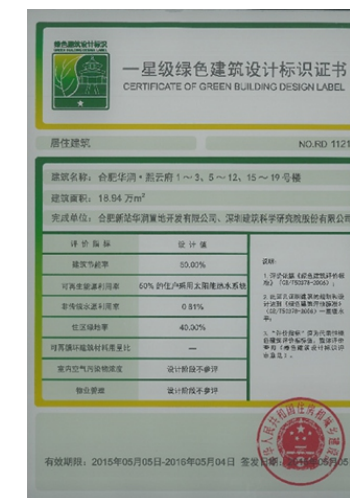 绿色建筑设计标识
一星级绿色建筑设计标识证书
CERTIFICATE OF GREEN BUILDING DESIGN LABEL
居住建筑
NO.RD 1121
建筑名称：合肥华润·熙云府1～3、5～12、15～19号楼
建筑面积：18.94万m²
完成单位：合肥新站华润置地开发有限公司、深圳建筑科学研究院股份有限公司
评价指标 设计值
建筑节能率
可再生能源利用率 60%的住户采用太阳能热水系统
非传统水源利用率
住区绿地率 40.00%
可再循环建筑材料用量比 —
室内空气污染物浓度 设计阶段不参评
物业管理 设计阶段不参评
说明：
有效期限：2015年05月05日-2016年05月04日 签发日期